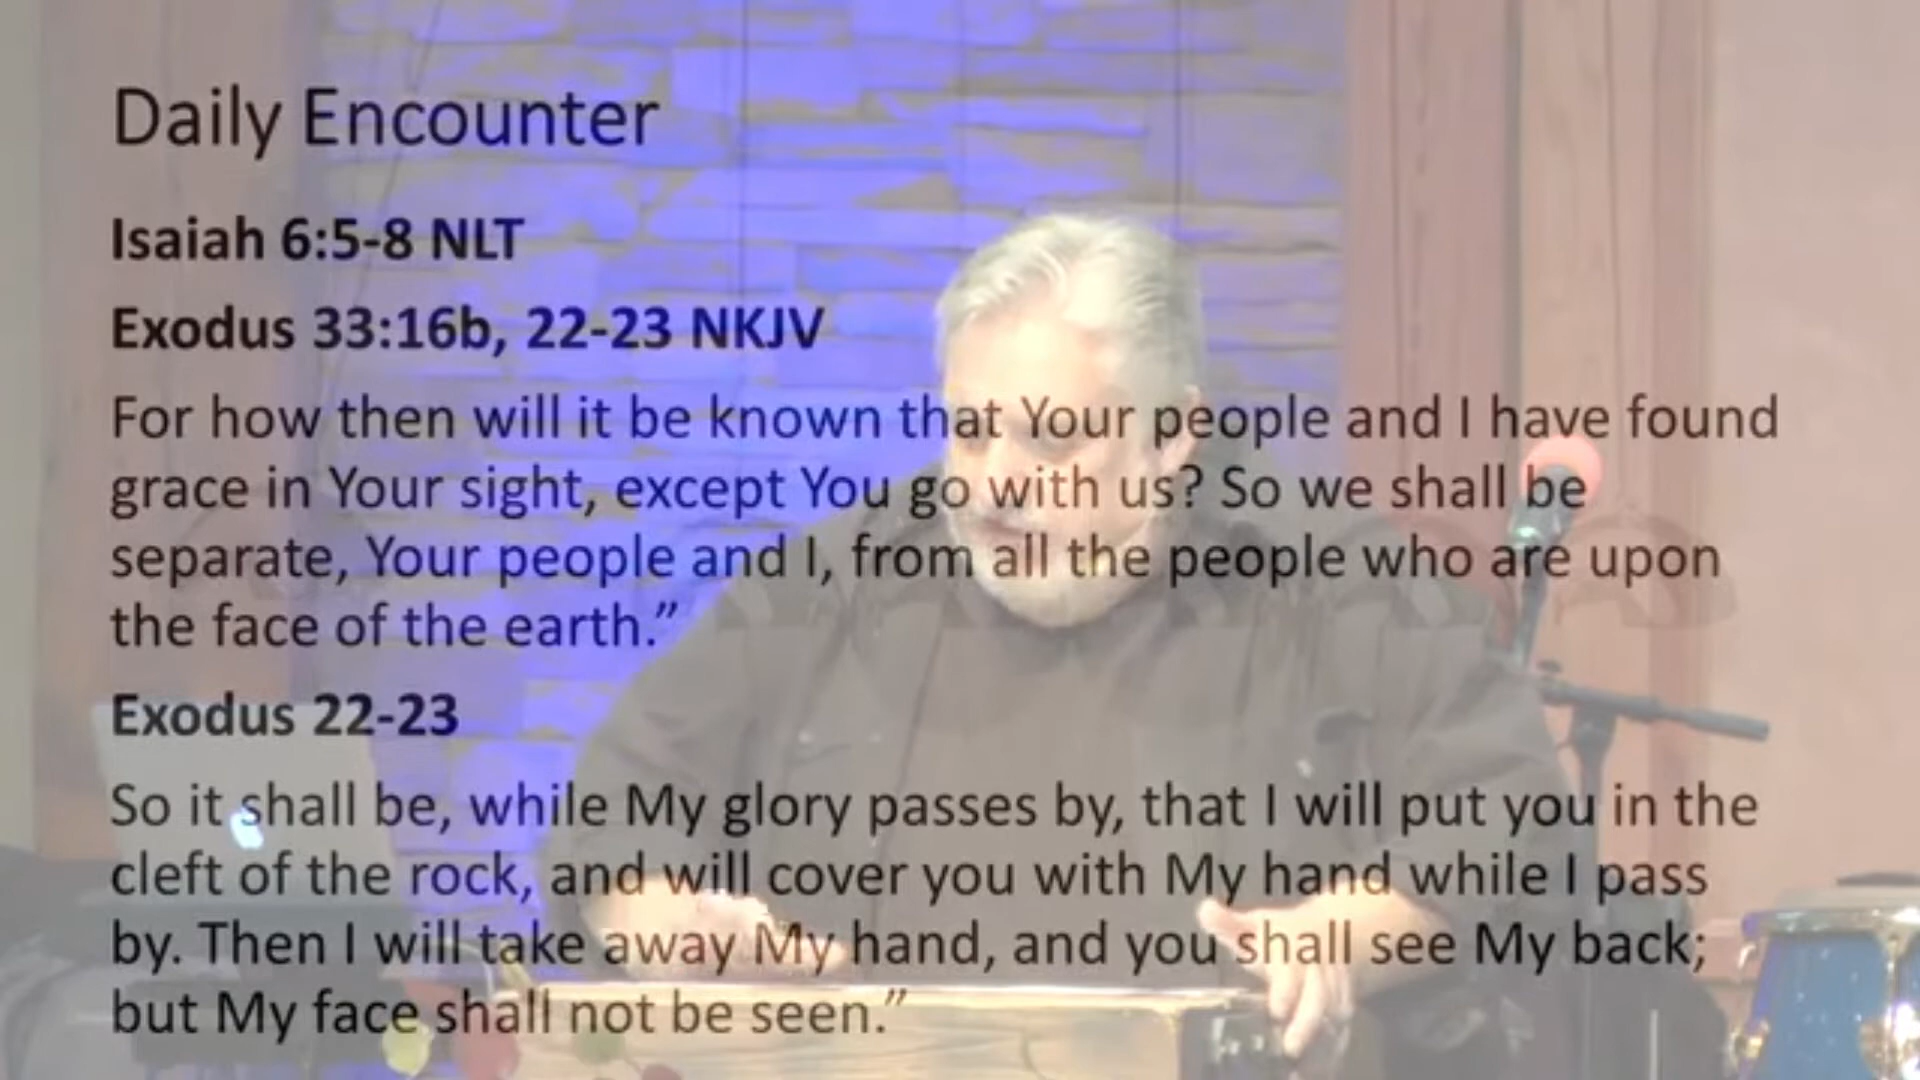 Daily Encounter
Isaiah 6:5-8 NLT
Exodus 33:16b, 22-23 NKJV
For how then will it be known that Your people and I have found
grace in Your sight, except You go with us? So we shall be
separate, Your people and I, from all the people who are upon
the face of the earth.”
Exodus 22-23
So it shall be, while My glory passes by, that I will put you in the
cleft of the rock, and will cover you with My hand while I pass
by. Then I will take away My hand, and you shall see My back;
but My face shall not be seen.”